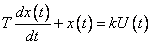 T dx(t)/dt + x(t) = kU(t)